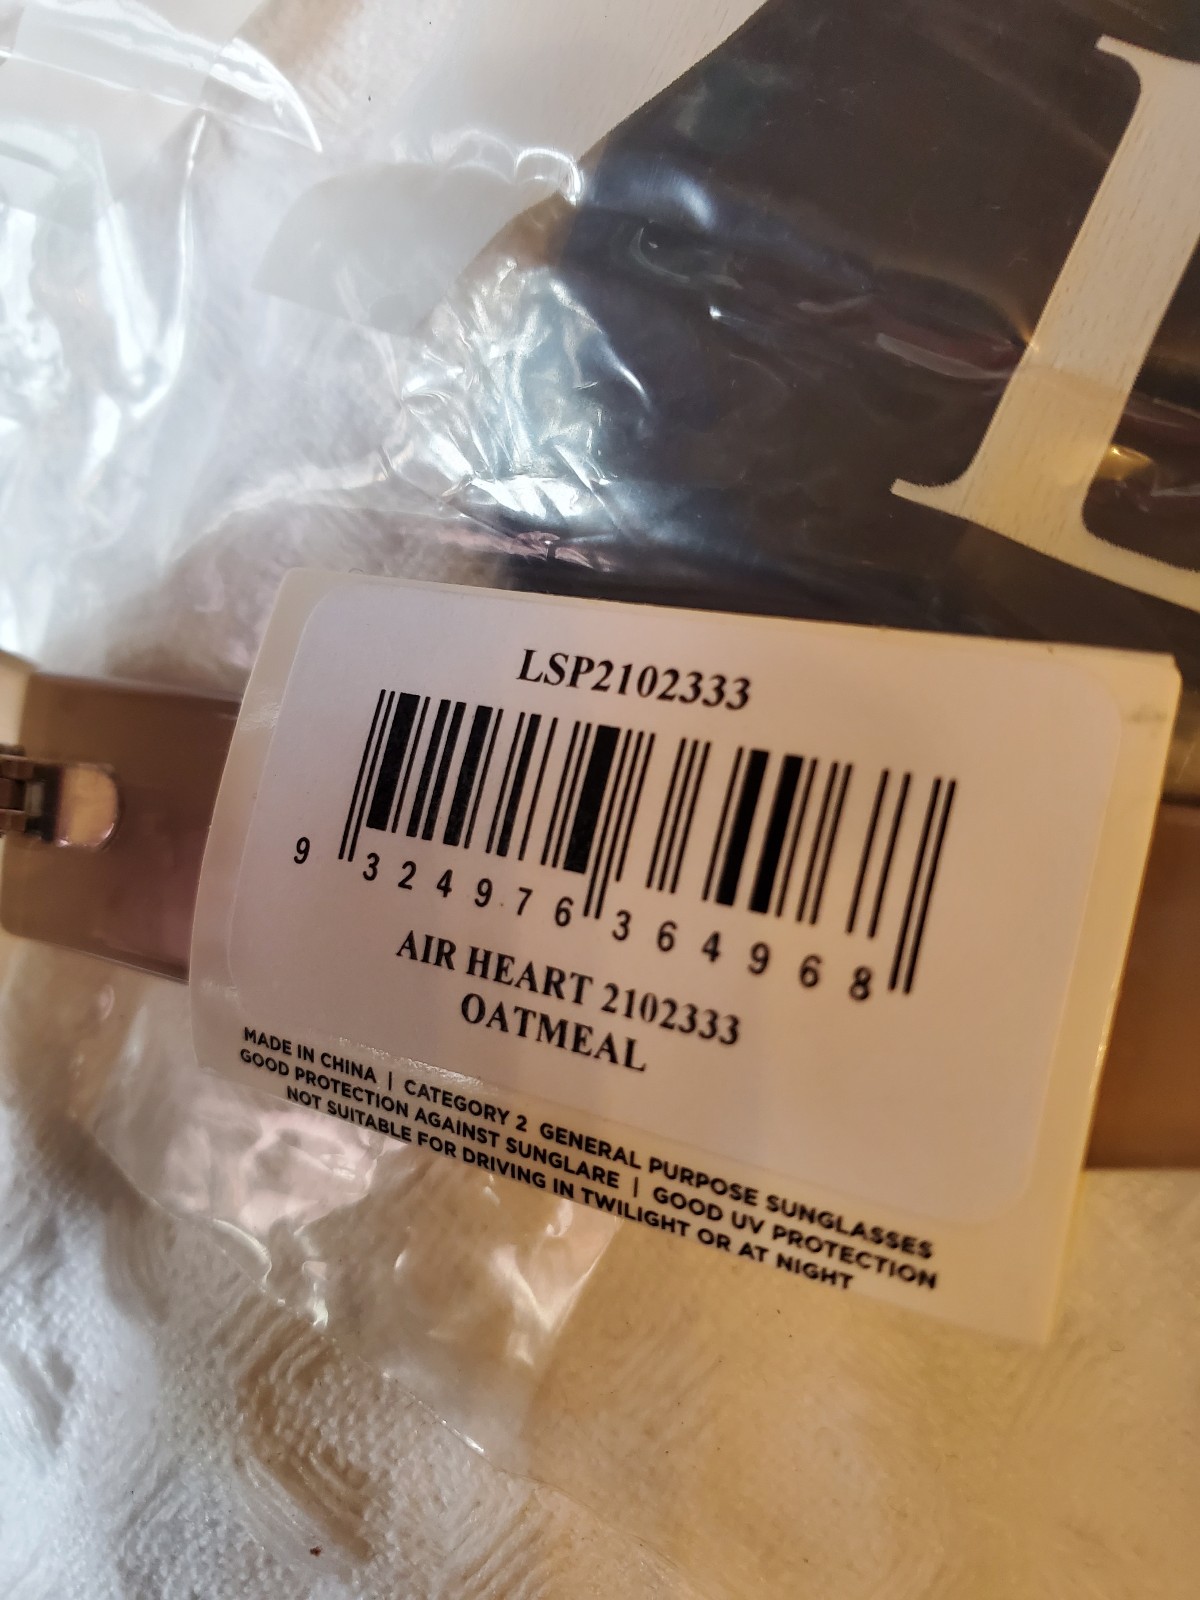 LSP2102333
9 324976 364968
AIR HEART 2102333
OATMEAL
MADE IN CHINA | CATEGORY 2 GENERAL PURPOSE SUNGLASSES
GOOD PROTECTION AGAINST SUNGLARE | GOOD UV PROTECTION
NOT SUITABLE FOR DRIVING IN TWILIGHT OR AT NIGHT